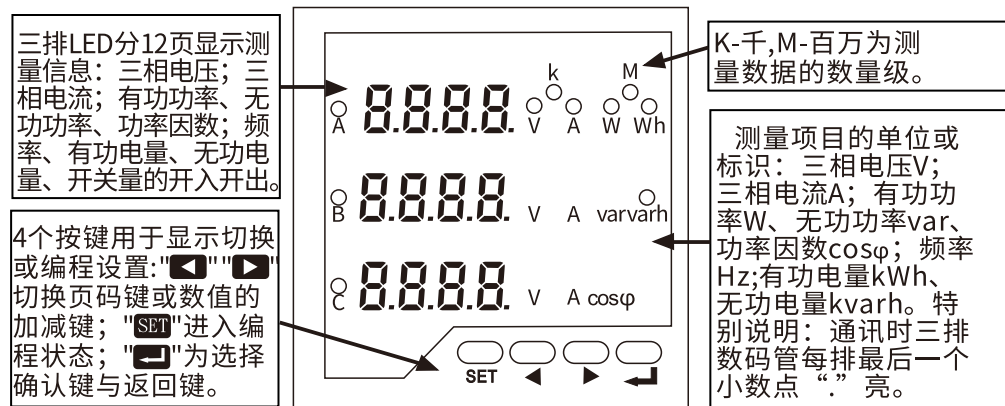 三排LED分12页显示测
量信息：三相电压；三
相电流；有功功率、无
功功率、功率因数；频
率、有功电量、无功电
量、开关量的开入开出。
4个按键用于显示切换
或编程设置:"◀""▶"
切换页码键或数值的
加减键；"SET"进入编
程状态；"↵"为选择
确认键与返回键。
k M
A 8.8.8.8. V A W Wh
B 8.8.8.8. V A varvarh
C 8.8.8.8. V A cosφ
SET ◀ ▶ ↵
K-千,M-百万为测
量数据的数量级。
测量项目的单位或
标识：三相电压V；
三相电流A；有功功
率W、无功功率var、
功率因数cosφ；频率
Hz;有功电量kWh、
无功电量kvarh。特
别说明：通讯时三排
数码管每排最后一个
小数点“.”亮。